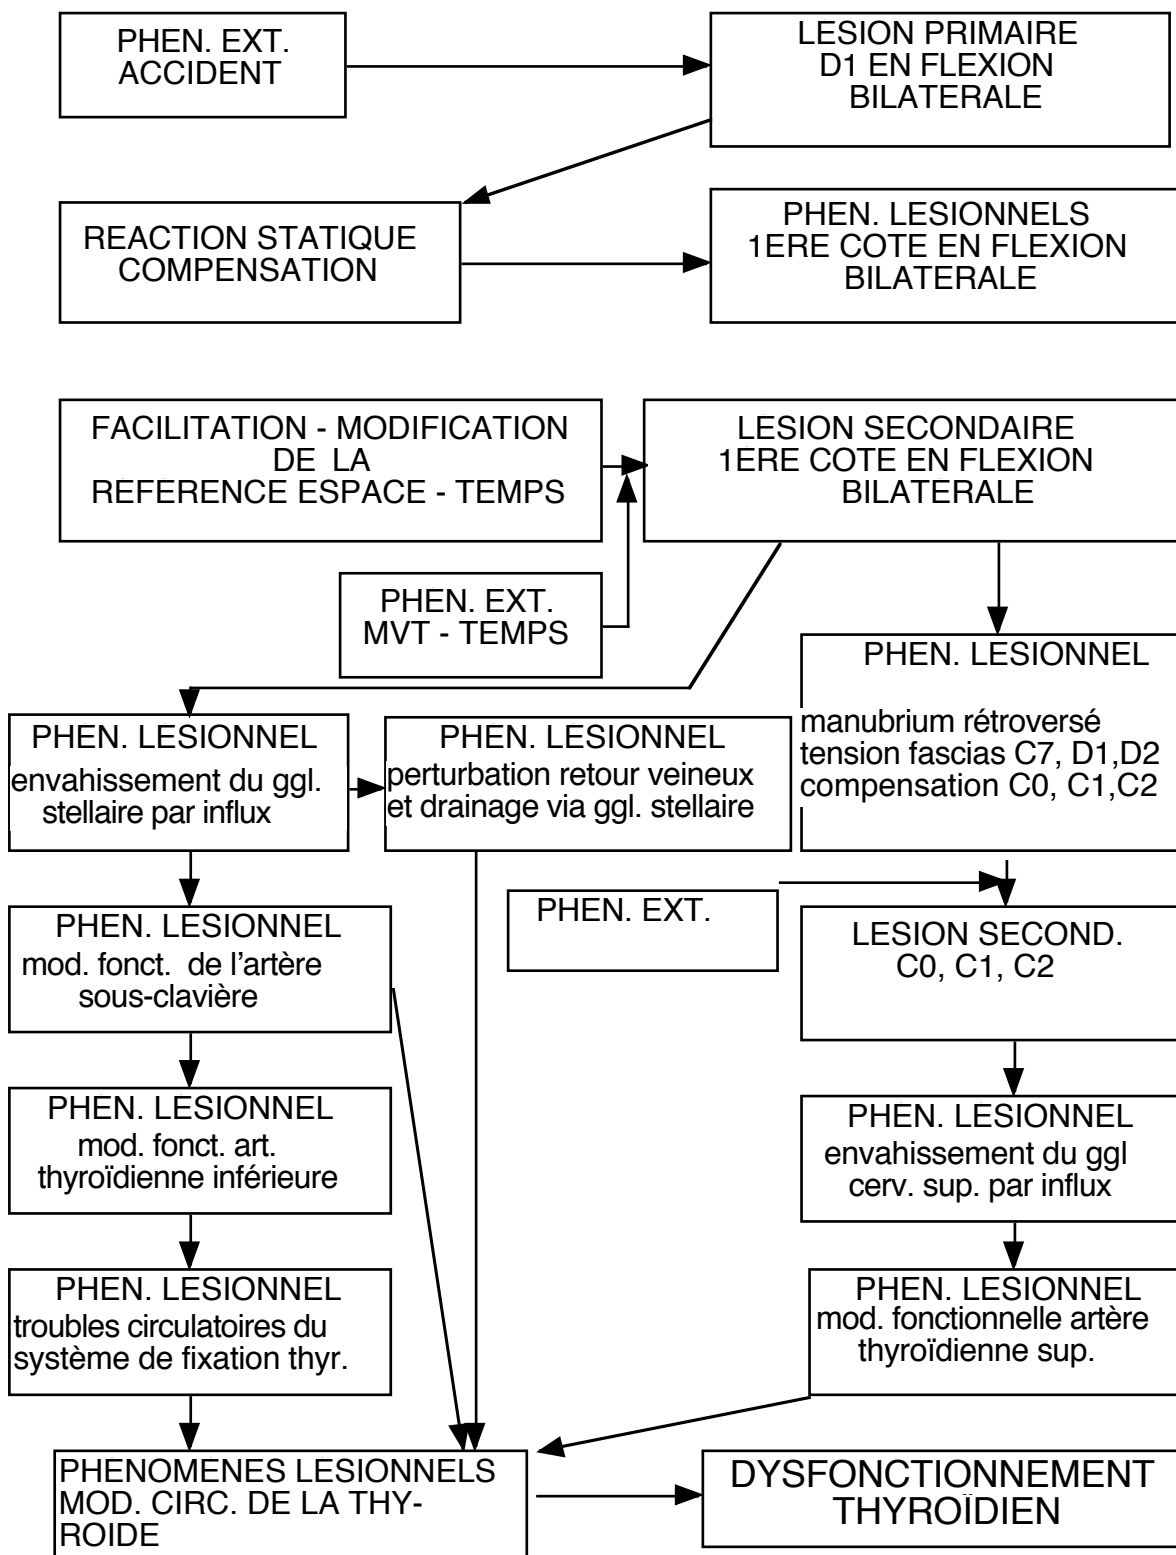 PHEN. EXT.
ACCIDENT
LESION PRIMAIRE
D1 EN FLEXION
BILATERALE
REACTION STATIQUE
COMPENSATION
PHEN. LESIONNELS
1ERE COTE EN FLEXION
BILATERALE
FACILITATION - MODIFICATION
DE LA
REFERENCE ESPACE - TEMPS
LESION SECONDAIRE
1ERE COTE EN FLEXION
BILATERALE
PHEN. EXT.
MVT - TEMPS
PHEN. LESIONNEL
manubrium rétroversé
tension fascias C7, D1,D2
compensation C0, C1,C2
PHEN. LESIONNEL
envahissement du ggl.
stellaire par influx
PHEN. LESIONNEL
perturbation retour veineux
et drainage via ggl. stellaire
PHEN. EXT.
LESION SECOND.
C0, C1, C2
PHEN. LESIONNEL
mod. fonct. de l'artère
sous-clavière
PHEN. LESIONNEL
mod. fonct. art.
thyroïdienne inférieure
PHEN. LESIONNEL
envahissement du ggl
cerv. sup. par influx
PHEN. LESIONNEL
troubles circulatoires du
système de fixation thyr.
PHEN. LESIONNEL
mod. fonctionnelle artère
thyroïdienne sup.
PHENOMENES LESIONNELS
MOD. CIRC. DE LA THY-
ROIDE
DYSFONCTIONNEMENT
THYROÏDIEN